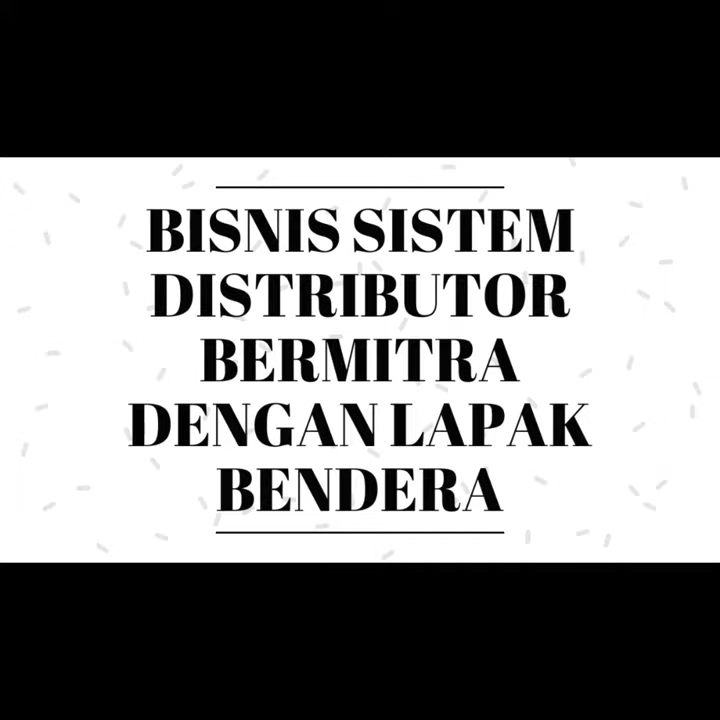 BISNIS SISTEM
DISTRIBUTOR
BERMITRA
DENGAN LAPAK
BENDERA